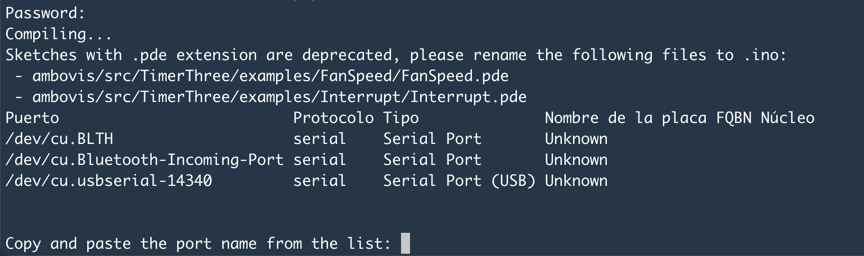 Password:
Compiling...
Sketches with .pde extension are deprecated, please rename the following files to .ino:
 - ambovis/src/TimerThree/examples/FanSpeed/FanSpeed.pde
 - ambovis/src/TimerThree/examples/Interrupt/Interrupt.pde
Puerto                          Protocolo Tipo              Nombre de la placa FQBN Núcleo
/dev/cu.BLTH                    serial    Serial Port       Unknown
/dev/cu.Bluetooth-Incoming-Port serial    Serial Port       Unknown
/dev/cu.usbserial-14340         serial    Serial Port (USB) Unknown
Copy and paste the port name from the list: